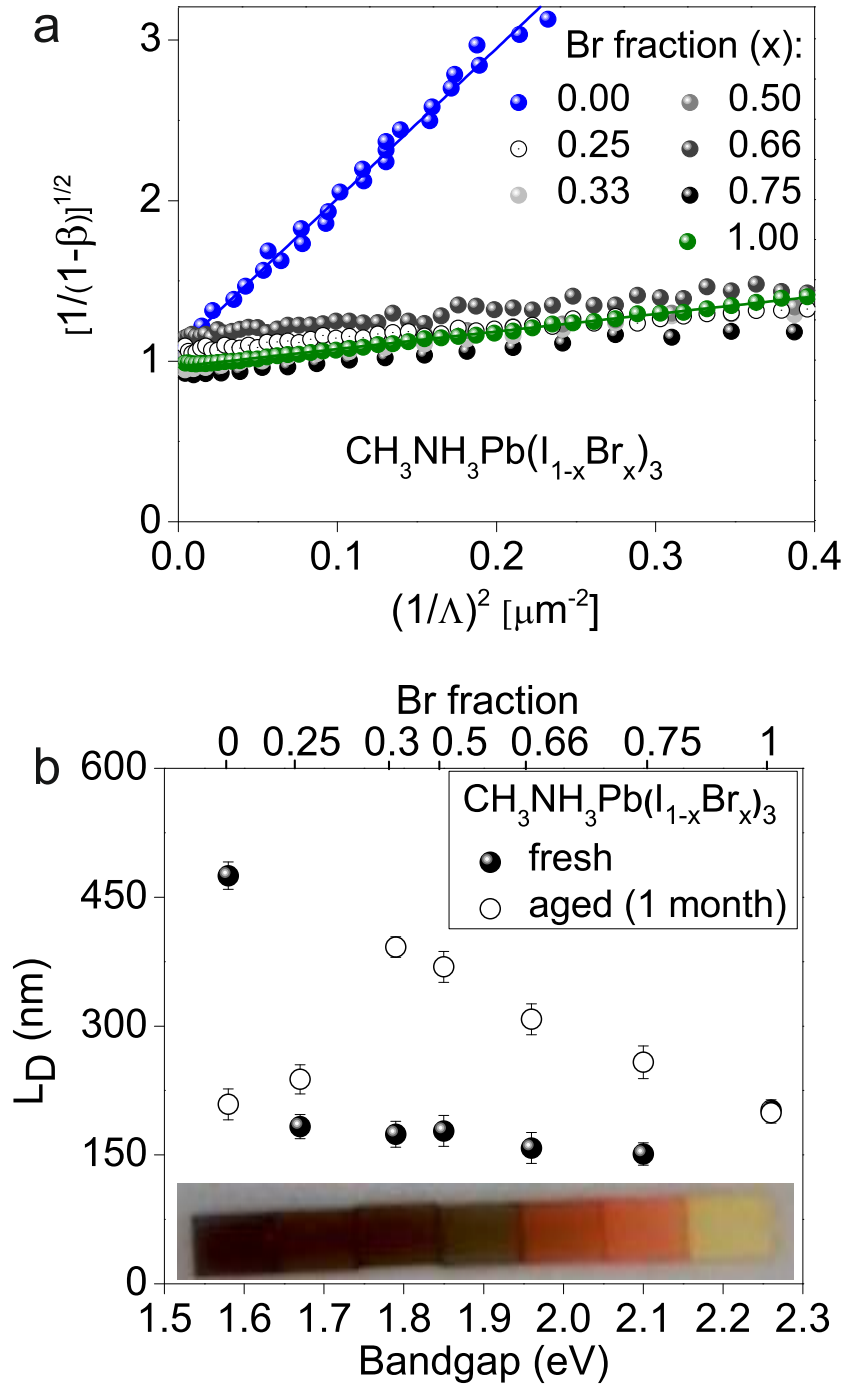 a
[1/(1-β)]^1/2
3
2
1
0
Br fraction (x):
0.00 0.50
0.25 0.66
0.33 0.75
1.00
CH₃NH₃Pb(I₁₋ₓBrₓ)₃
0.0 0.1 0.2 0.3 0.4
(1/Λ)² [μm⁻²]
Br fraction
0 0.25 0.3 0.5 0.66 0.75 1
b
L_D (nm)
600
450
300
150
0
CH₃NH₃Pb(I₁₋ₓBrₓ)₃
fresh
aged (1 month)
1.5 1.6 1.7 1.8 1.9 2.0 2.1 2.2 2.3
Bandgap (eV)